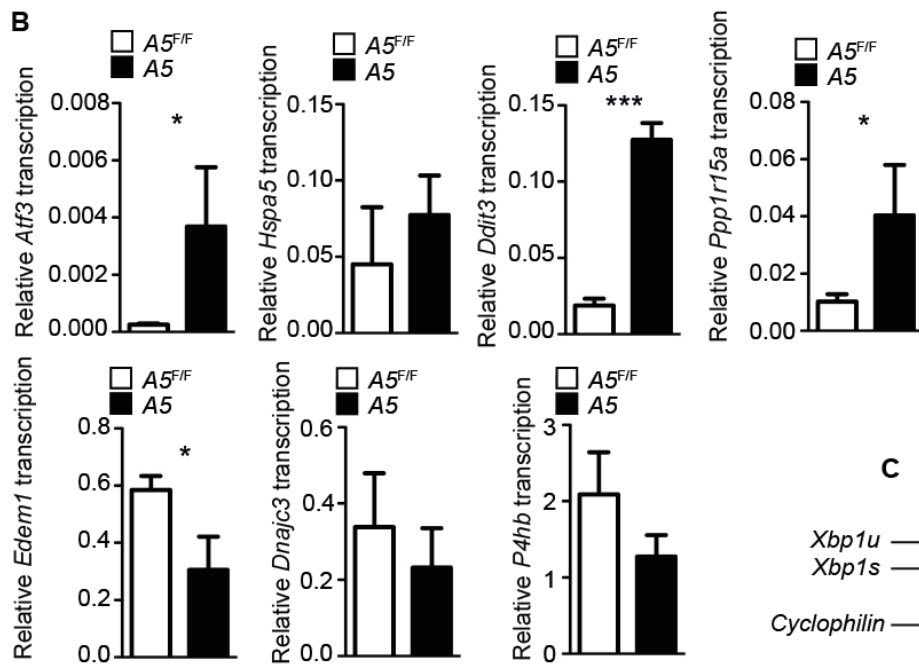 B
A5F/F
A5
Relative Atf3 transcription
0.008
0.006
0.004
0.002
0.000
*
A5F/F
A5
Relative Hspa5 transcription
0.15
0.10
0.05
0.00
A5F/F
A5
Relative Ddit3 transcription
0.15
0.10
0.05
0.00
***
A5F/F
A5
Relative Ppp1r15a transcription
0.08
0.06
0.04
0.02
0.00
*
A5F/F
A5
Relative Edem1 transcription
0.8
0.6
0.4
0.2
0.0
*
A5F/F
A5
Relative Dnajc3 transcription
0.6
0.4
0.2
0.0
A5F/F
A5
Relative P4hb transcription
3
2
1
0
C
Xbp1u
Xbp1s
Cyclophilin